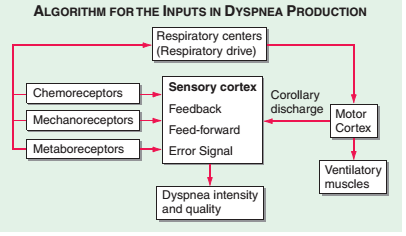 ALGORITHM FOR THE INPUTS IN DYSPNEA PRODUCTION
Respiratory centers
(Respiratory drive)
Chemoreceptors
Mechanoreceptors
Metaboreceptors
Sensory cortex
Feedback
Feed-forward
Error Signal
Corollary
discharge
Motor
Cortex
Ventilatory
muscles
Dyspnea intensity
and quality